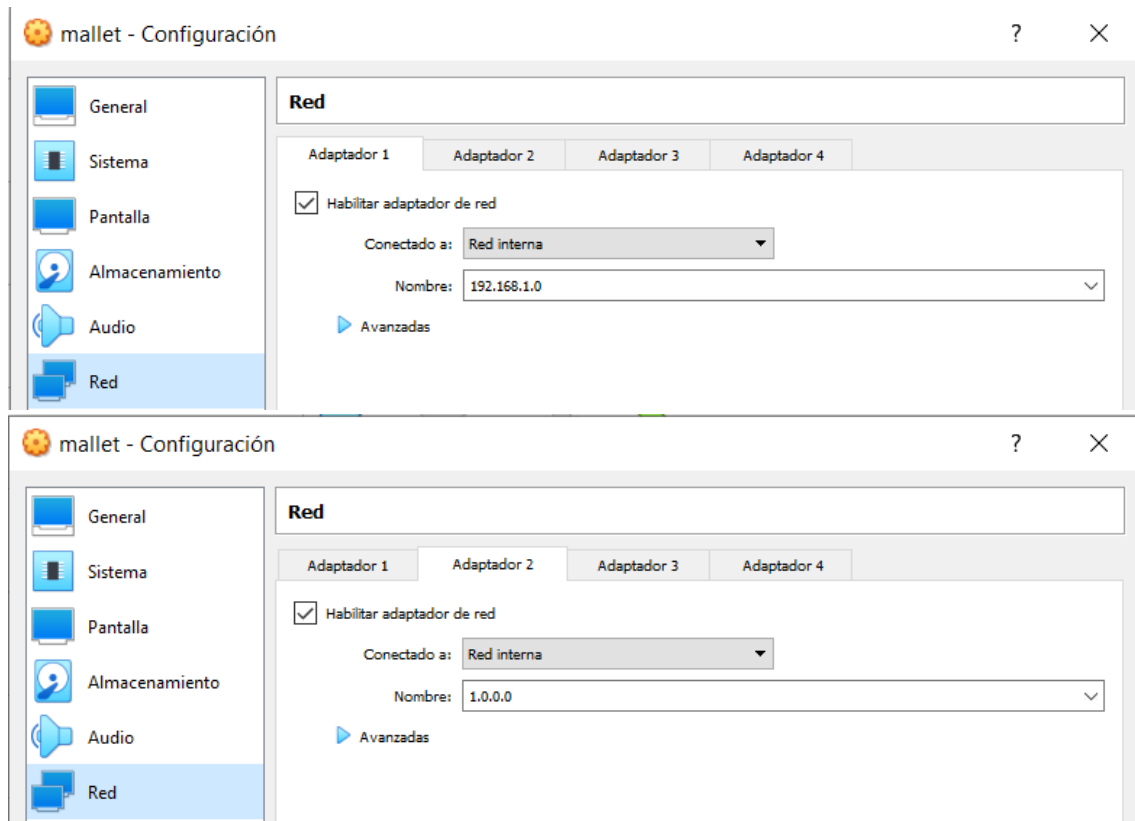 mallet - Configuración ? ×
General
Sistema
Pantalla
Almacenamiento
Audio
Red
Red
Adaptador 1 Adaptador 2 Adaptador 3 Adaptador 4
Habilitar adaptador de red
Conectado a: Red interna
Nombre: 192.168.1.0
Avanzadas
mallet - Configuración ? ×
General
Sistema
Pantalla
Almacenamiento
Audio
Red
Red
Adaptador 1 Adaptador 2 Adaptador 3 Adaptador 4
Habilitar adaptador de red
Conectado a: Red interna
Nombre: 1.0.0.0
Avanzadas